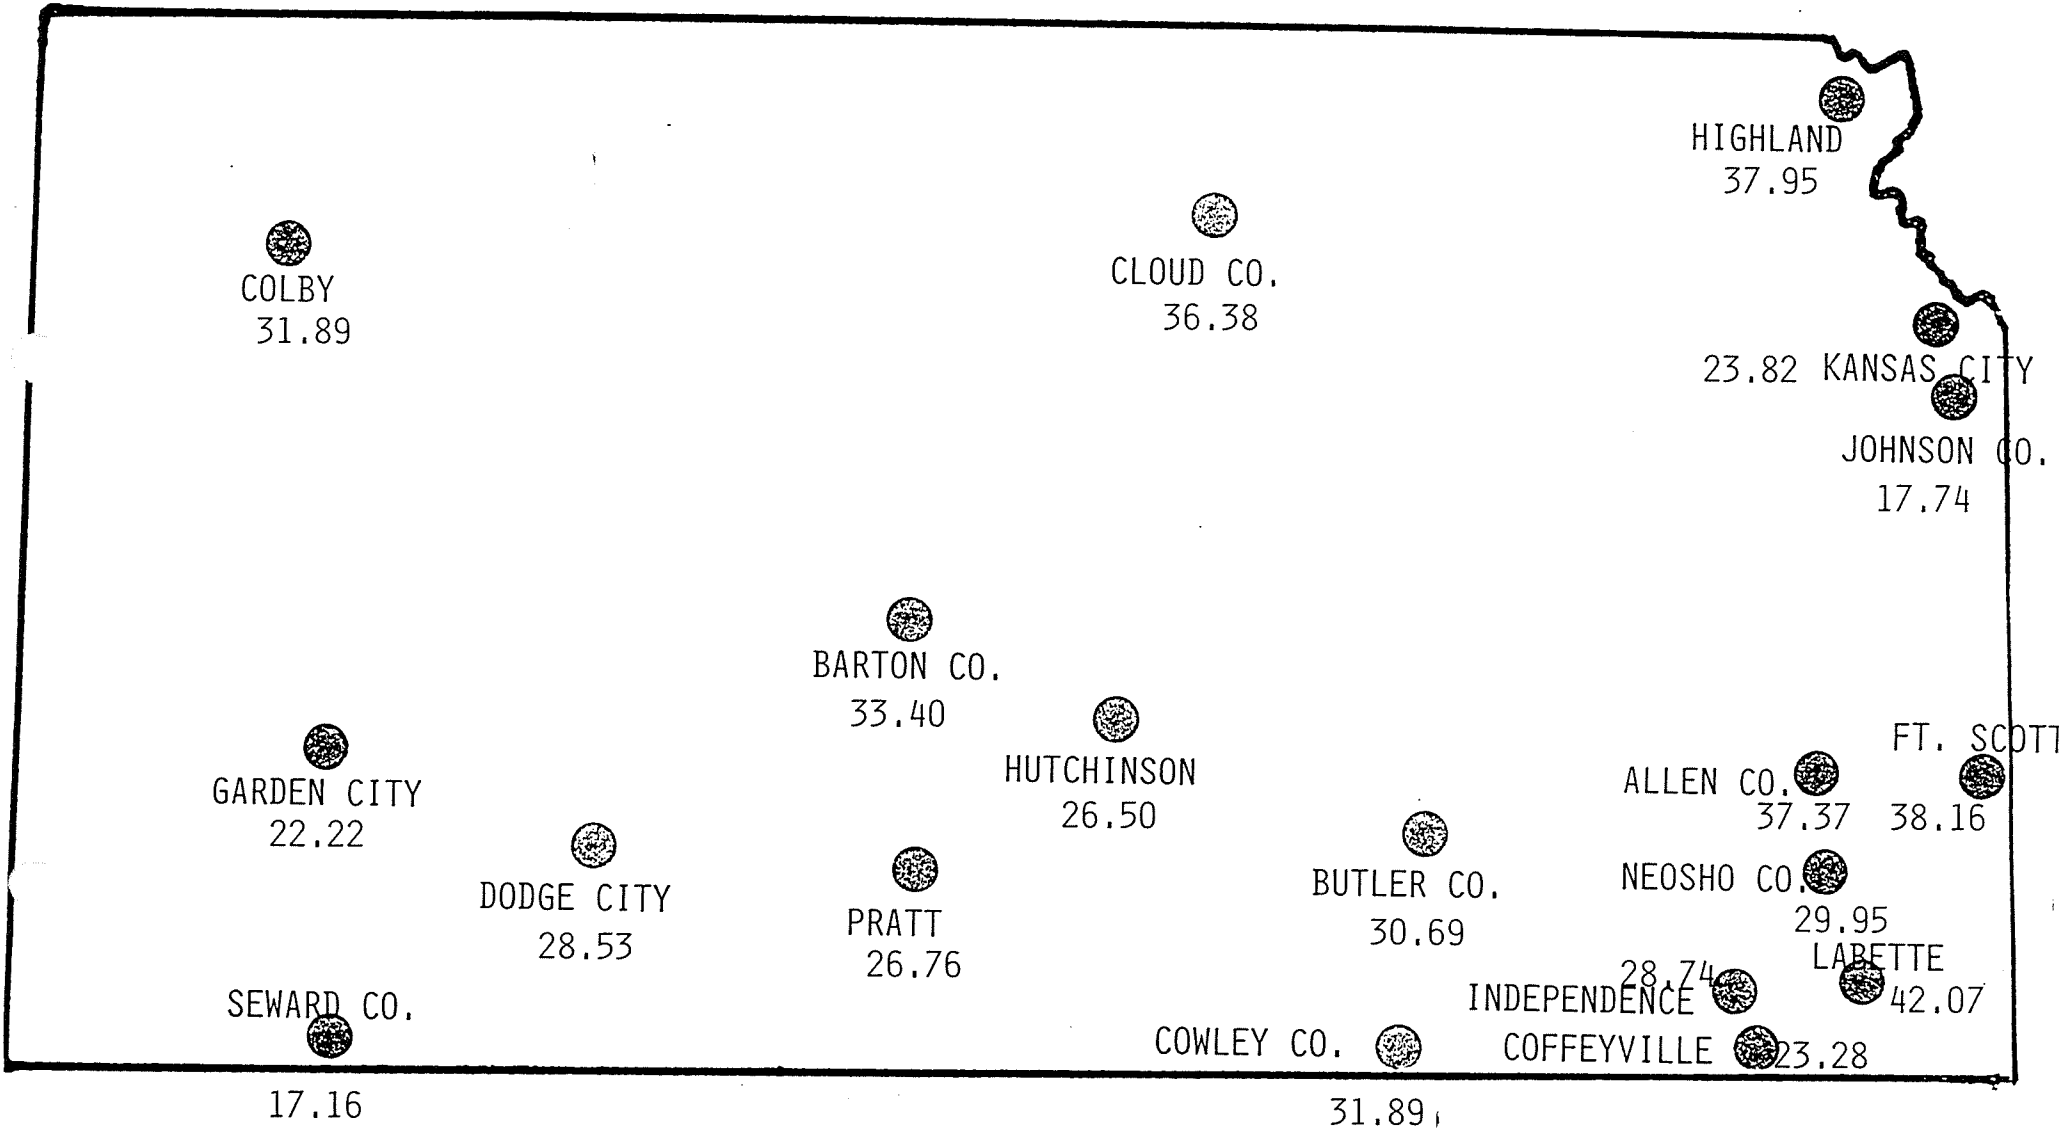 HIGHLAND
37.95
COLBY
31.89
CLOUD CO.
36.38
23.82 KANSAS CITY
JOHNSON CO.
17.74
BARTON CO.
33.40
HUTCHINSON
26.50
GARDEN CITY
22.22
DODGE CITY
28.53
PRATT
26.76
BUTLER CO.
30.69
FT. SCOTT
38.16
ALLEN CO.
37.37
NEOSHO CO.
29.95
LABETTE
42.07
28.74
INDEPENDENCE
COFFEYVILLE 23.28
COWLEY CO.
31.89
SEWARD CO.
17.16